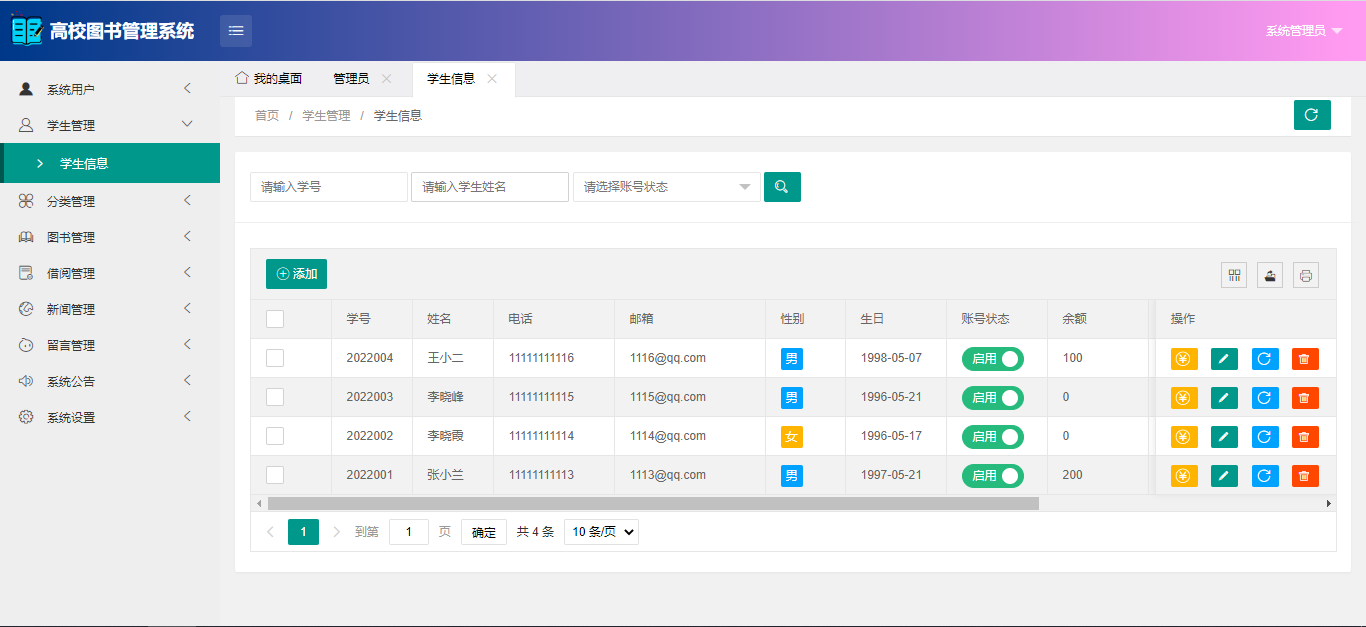 高校图书管理系统
系统管理员
系统用户
学生管理
学生信息
分类管理
图书管理
借阅管理
新闻管理
留言管理
系统公告
系统设置
我的桌面 管理员 学生信息
首页 / 学生管理 / 学生信息
请输入学号 请输入学生姓名 请选择账号状态
添加
学号 姓名 电话 邮箱 性别 生日 账号状态 余额 操作
2022004 王小二 11111111116 1116@qq.com 男 1998-05-07 启用 100
2022003 李晓峰 11111111115 1115@qq.com 男 1996-05-21 启用 0
2022002 李晓霞 11111111114 1114@qq.com 女 1996-05-17 启用 0
2022001 张小兰 11111111113 1113@qq.com 男 1997-05-21 启用 200
1 到第 1 页 确定 共 4 条 10 条/页